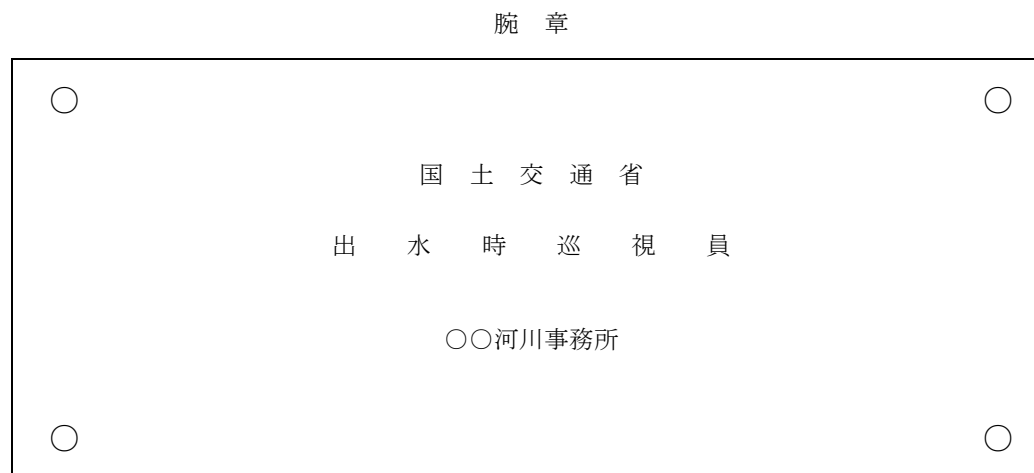 腕 章
国 土 交 通 省
出 水 時 巡 視 員
○○河川事務所